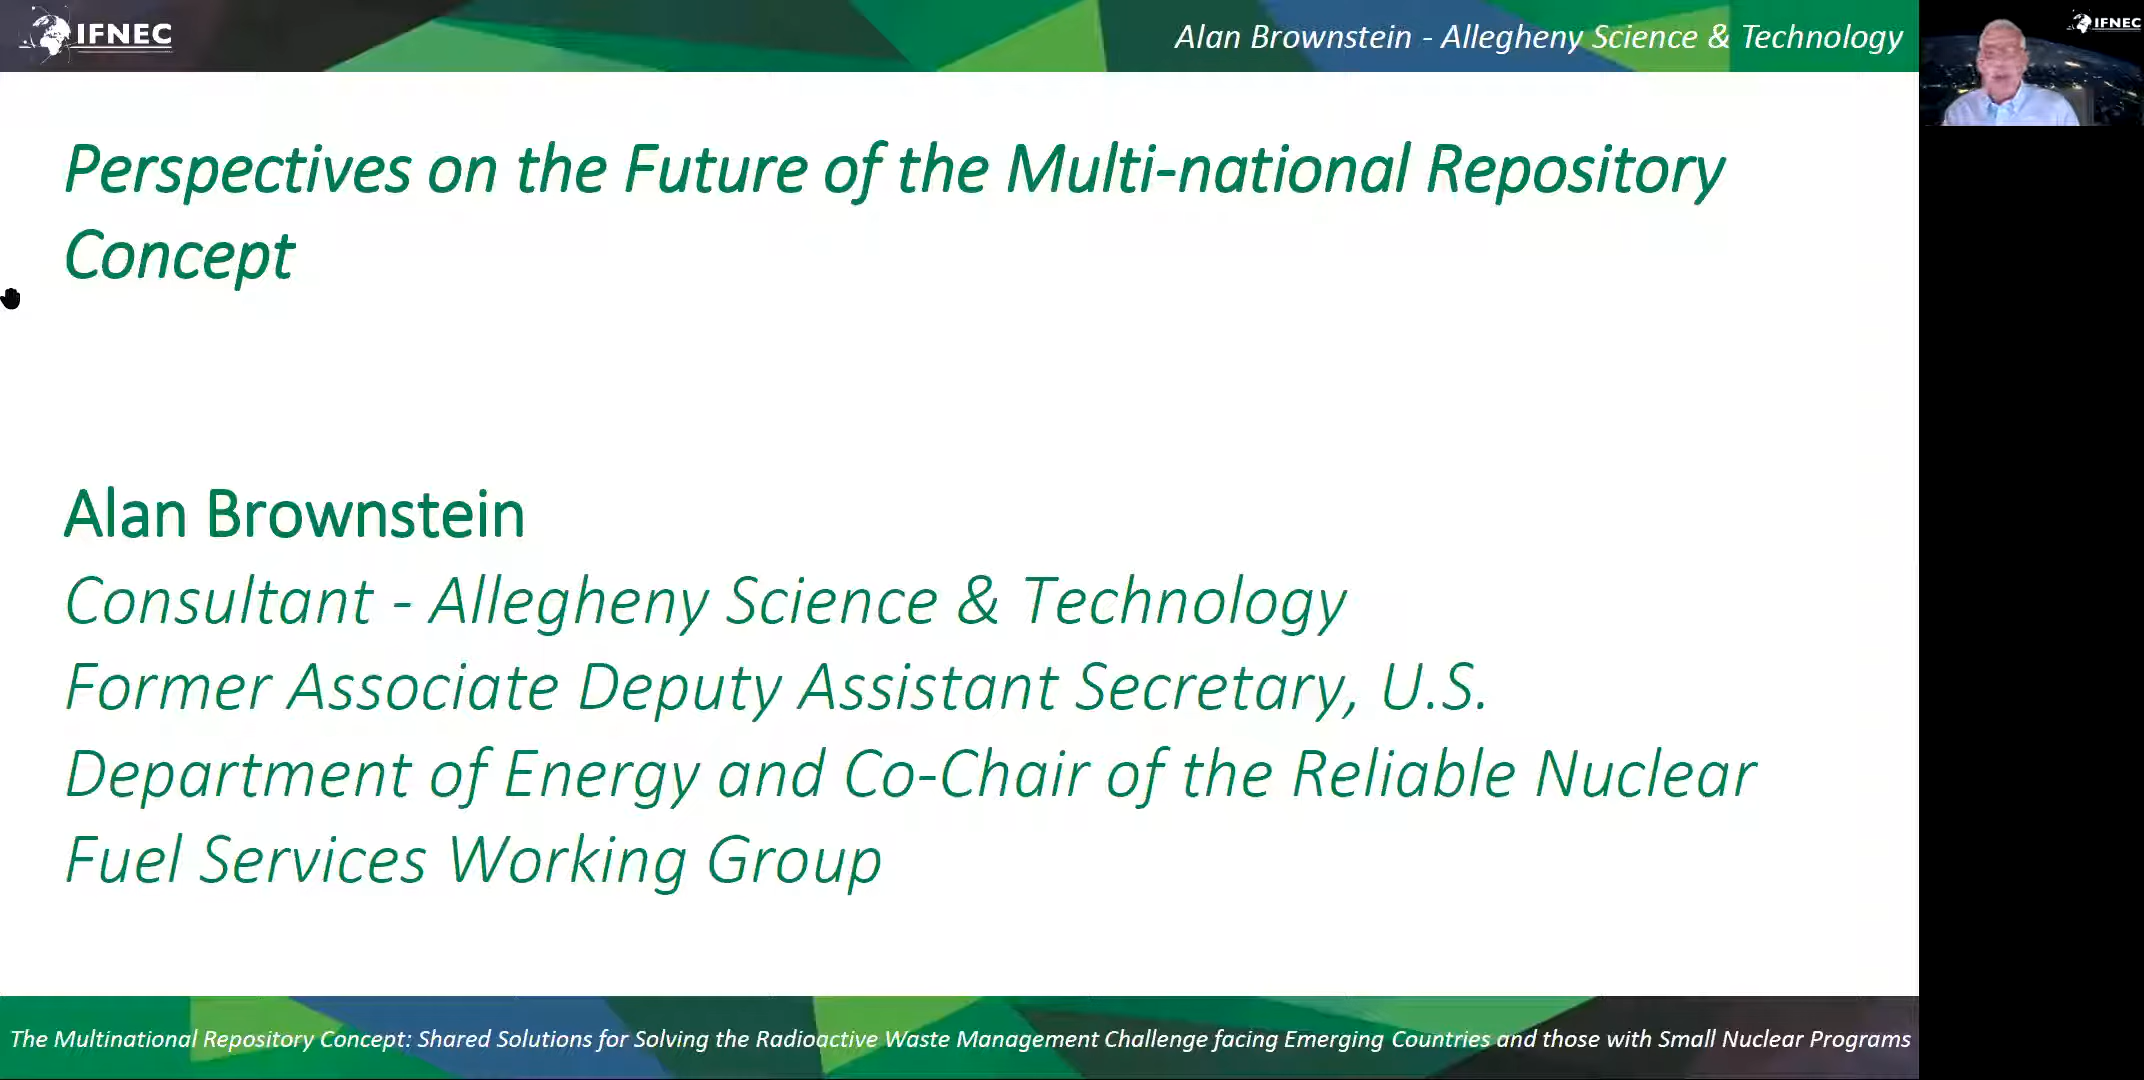 IFNEC
Alan Brownstein - Allegheny Science & Technology
IFNEC
Perspectives on the Future of the Multi-national Repository
Concept
Alan Brownstein
Consultant - Allegheny Science & Technology
Former Associate Deputy Assistant Secretary, U.S.
Department of Energy and Co-Chair of the Reliable Nuclear
Fuel Services Working Group
The Multinational Repository Concept: Shared Solutions for Solving the Radioactive Waste Management Challenge facing Emerging Countries and those with Small Nuclear Programs